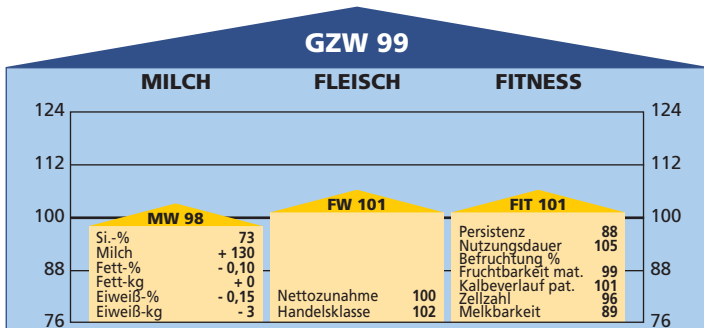 GZW 99
MILCH FLEISCH FITNESS
124 124
112 112
100 100
88 88
76 76
MW 98
Si.-% 73
Milch + 130
Fett-% - 0,10
Fett-kg + 0
Eiweiß-% - 0,15
Eiweiß-kg - 3
FW 101
Nettozunahme 100
Handelsklasse 102
FIT 101
Persistenz 88
Nutzungsdauer 105
Befruchtung %
Fruchtbarkeit mat. 99
Kalbeverlauf pat. 101
Zellzahl 96
Melkbarkeit 89